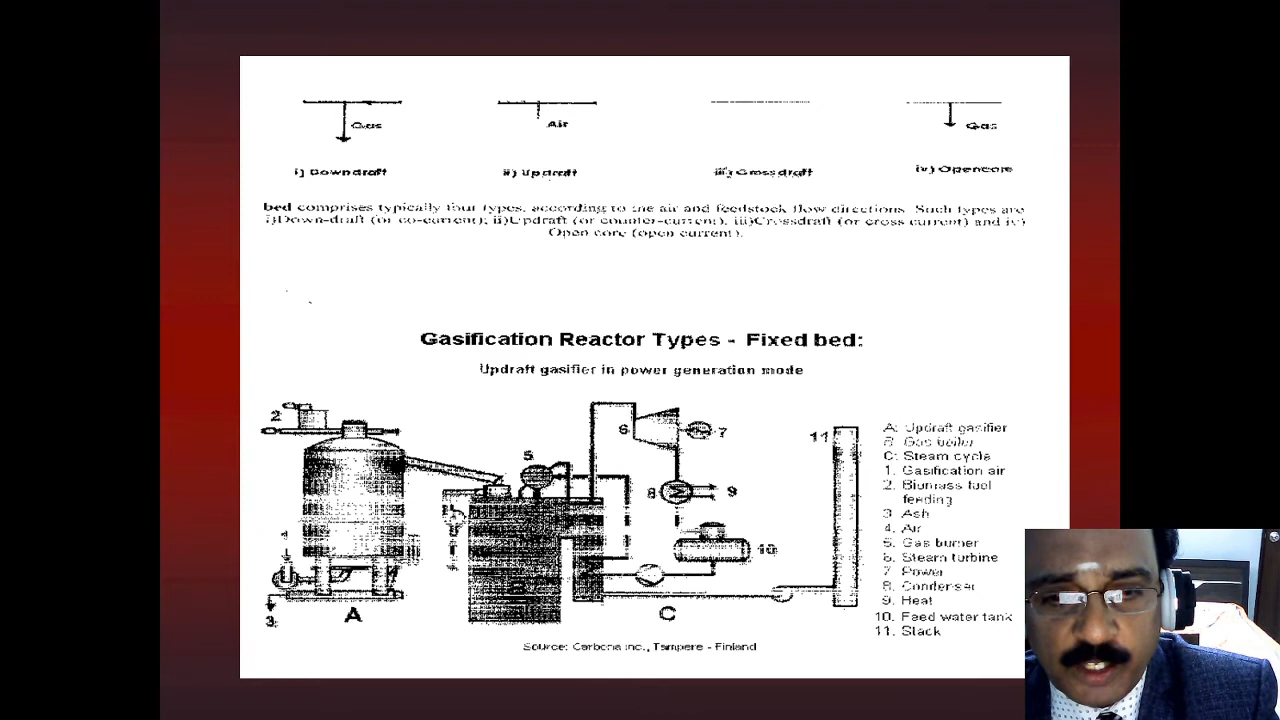 Gas
Air
Gas
i) Downdraft
ii) Updraft
iii) Crossdraft
iv) Opencore
bed comprises typically four types, according to the air and feedstock flow directions. Such types are
i)Down-draft (or co-current); ii)Updraft (or counter-current), iii)Crossdraft (or cross current) and iv)
Open core (open current).
Gasification Reactor Types - Fixed bed:
Updraft gasifier in power generation mode
2
11
6
7
5
8
9
1
10
3
A
C
A: Updraft gasifier
B: Gas boiler
C: Steam cycle
1. Gasification air
2. Biomass fuel
feeding
3. Ash
4. Air
5. Gas burner
6. Steam turbine
7. Power
8. Condenser
9. Heat
10. Feed water tank
11. Stack
Source: Carbona Inc., Tampere - Finland